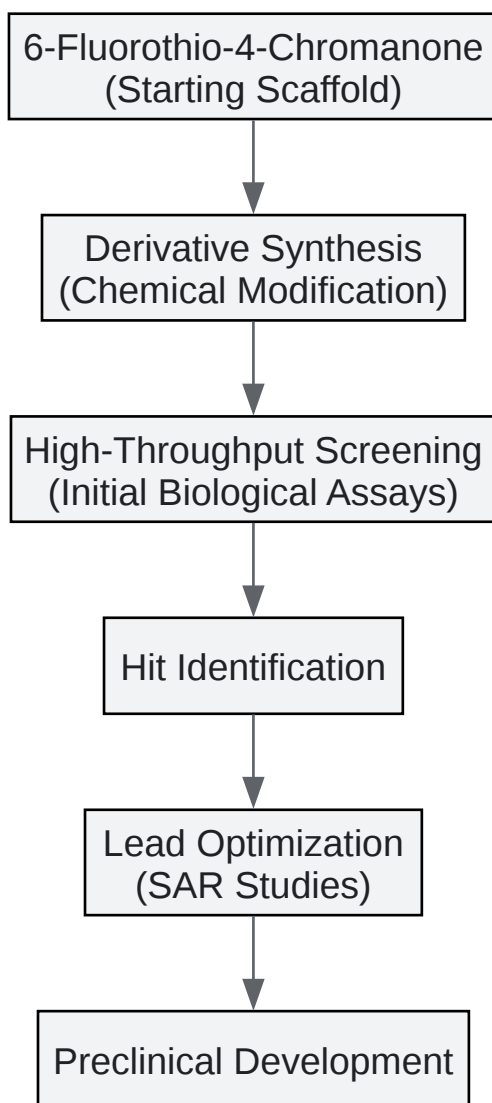 6-Fluorothio-4-Chromanone
(Starting Scaffold)
Derivative Synthesis
(Chemical Modification)
High-Throughput Screening
(Initial Biological Assays)
Hit Identification
Lead Optimization
(SAR Studies)
Preclinical Development